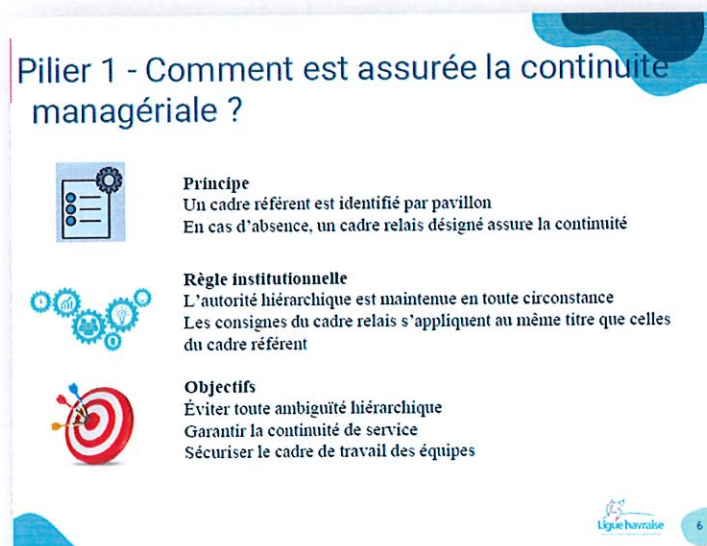 Pilier 1 - Comment est assurée la continuité
managériale ?
Principe
Un cadre référent est identifié par pavillon
En cas d'absence, un cadre relais désigné assure la continuité
Règle institutionnelle
L'autorité hiérarchique est maintenue en toute circonstance
Les consignes du cadre relais s'appliquent au même titre que celles
du cadre référent
Objectifs
Éviter toute ambiguïté hiérarchique
Garantir la continuité de service
Sécuriser le cadre de travail des équipes
Ligue havraise
6